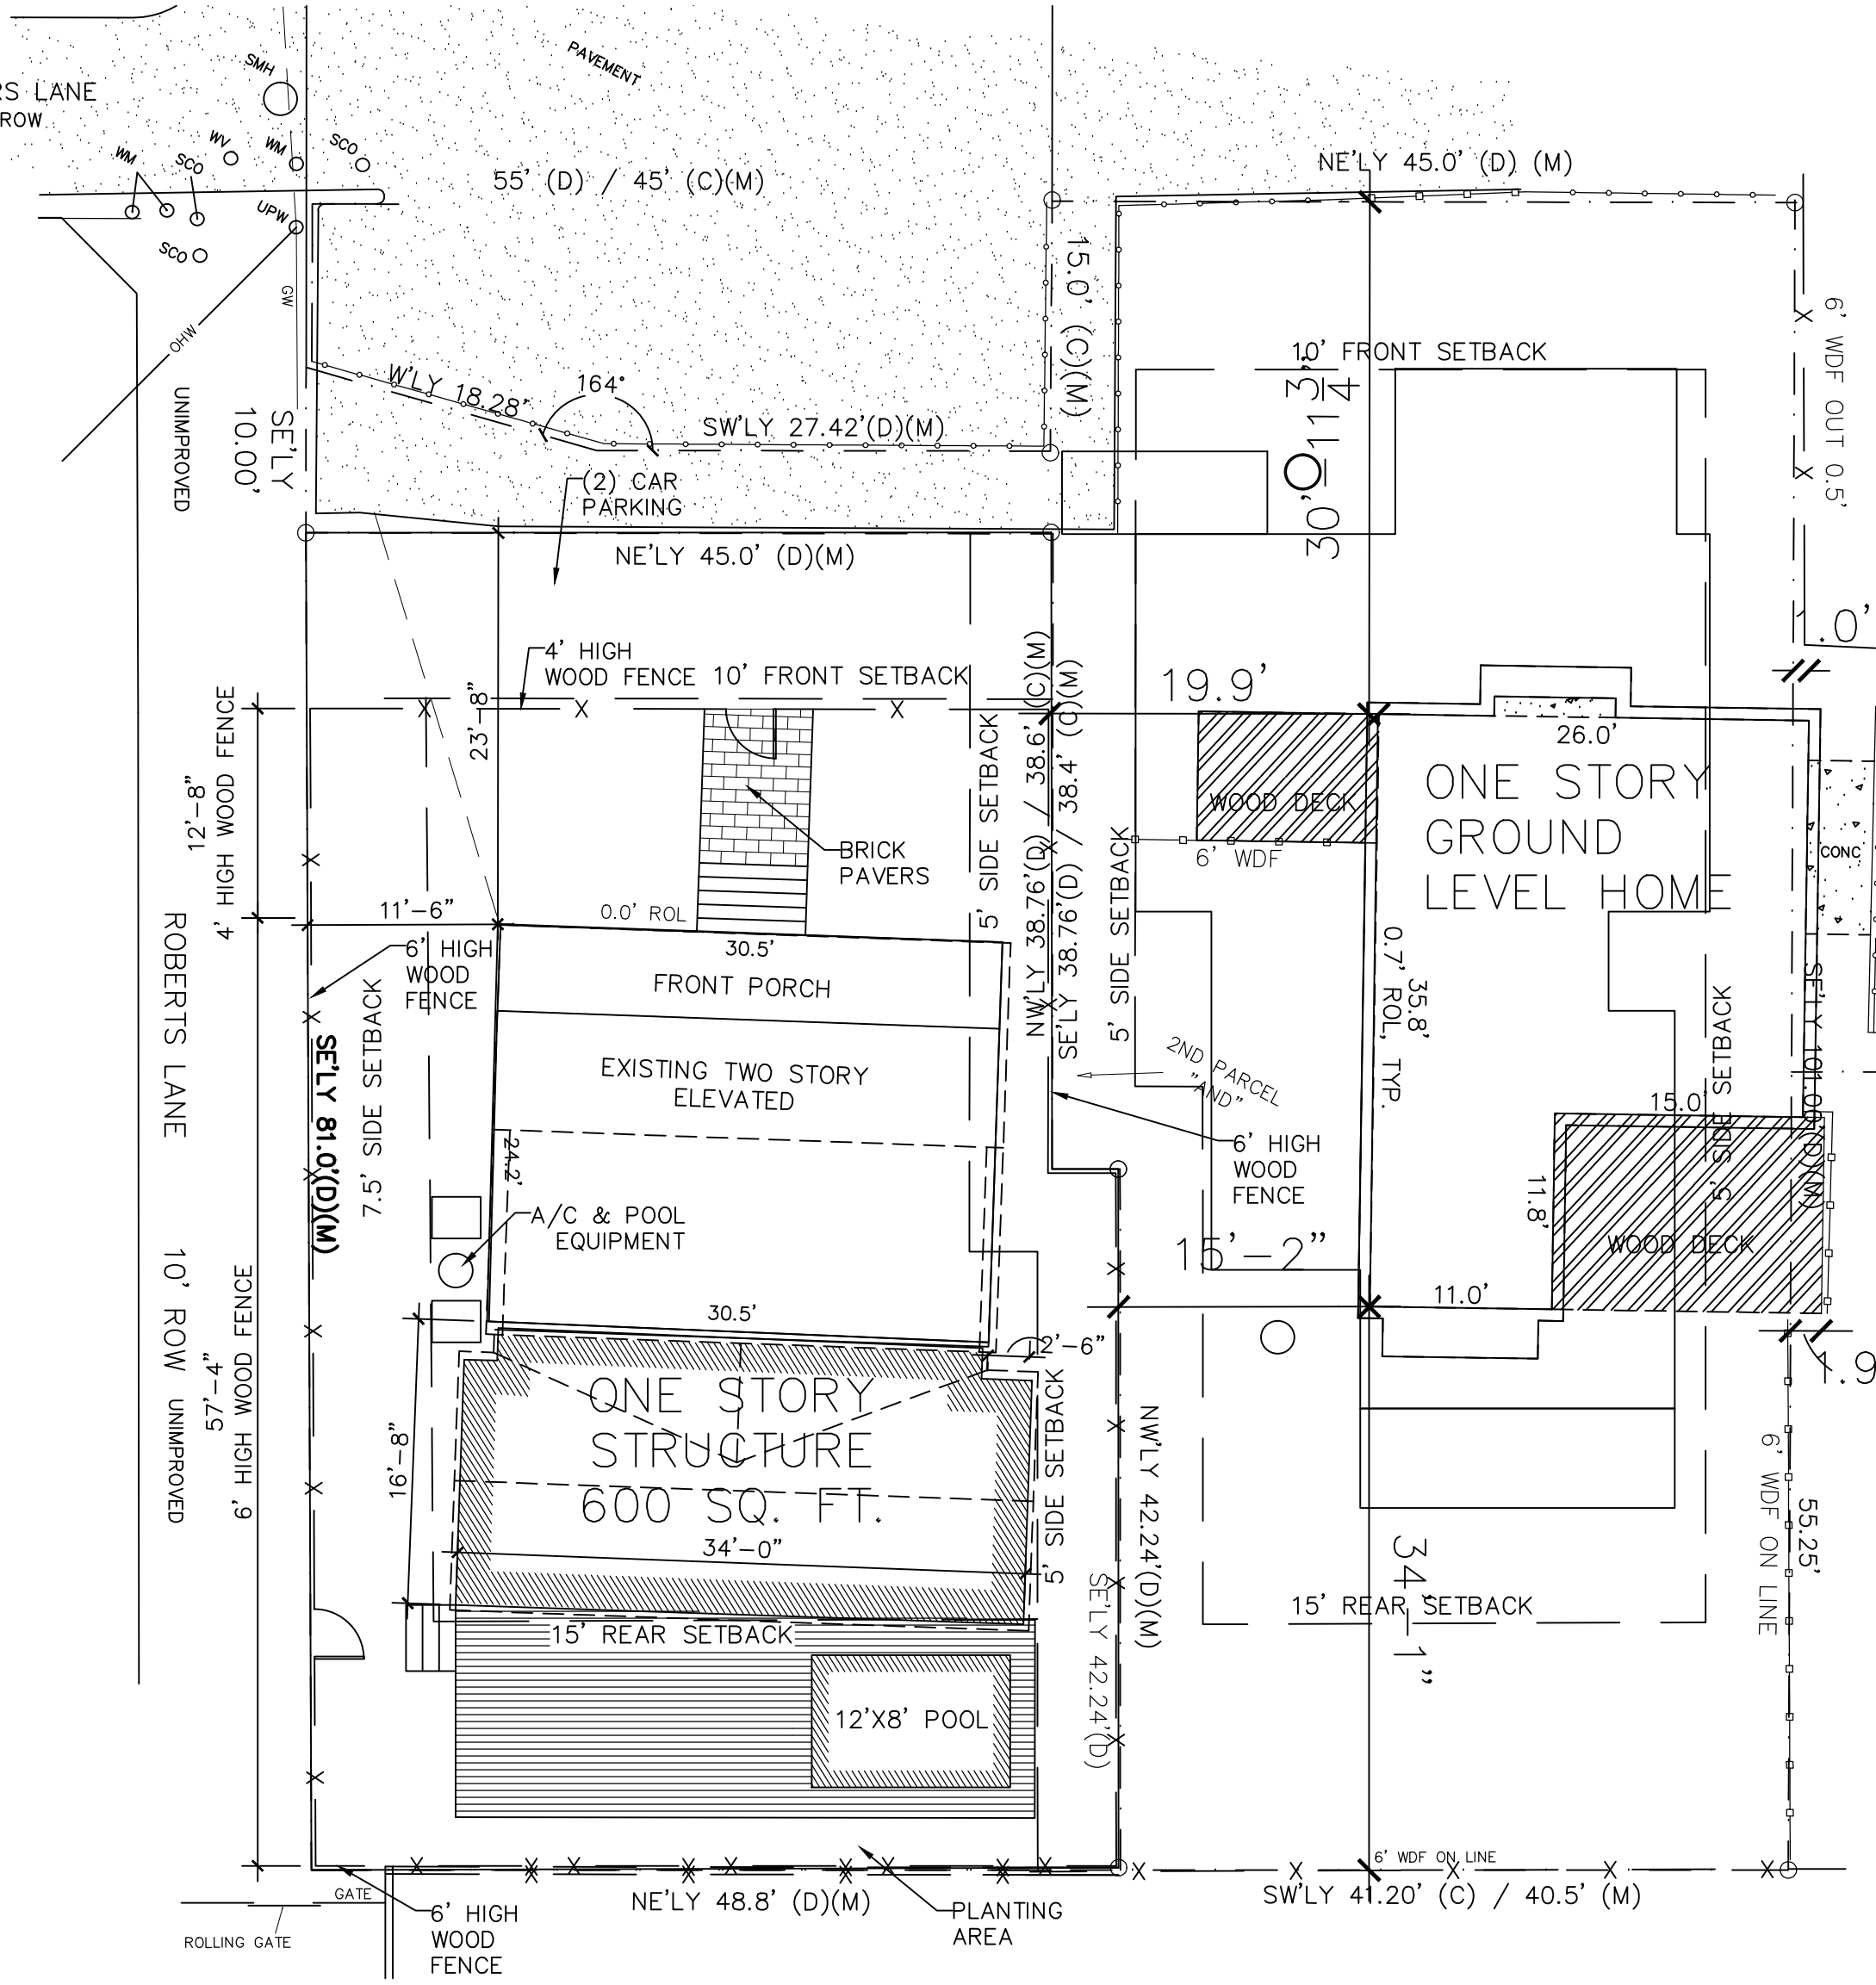 PAVEMENT
SMH
RS LANE
ROW
WM
SCO
WV
WM
SCO
UPW
SCO
GW
OHW
55' (D) / 45' (C)(M)
NE'LY 45.0' (D) (M)
15.0' (C)(M)
W'LY 18.28'
164°
SW'LY 27.42'(D)(M)
UNIMPROVED
SE'LY
10.00'
(2) CAR
PARKING
NE'LY 45.0' (D)(M)
10' FRONT SETBACK
30'-11 3/4"
6' WDF OUT 0.5'
4' HIGH
WOOD FENCE
10' FRONT SETBACK
23'-8"
12'-8"
4' HIGH WOOD FENCE
19.9'
26.0'
WOOD DECK
6' WDF
ONE STORY
GROUND
LEVEL HOME
CONC
.0'
BRICK
PAVERS
5' SIDE SETBACK
NW'LY 38.76'(D) / 38.6' (C)(M)
SE'LY 38.76'(D) / 38.4' (C)(M)
5' SIDE SETBACK
11'-6"
0.0' ROL
30.5'
6' HIGH
WOOD
FENCE
FRONT PORCH
EXISTING TWO STORY
ELEVATED
24.2'
ROBERTS LANE
10' ROW
UNIMPROVED
SE'LY 81.0'(D)(M)
7.5' SIDE SETBACK
2ND PARCEL
"AND"
35.8'
0.7' ROL, TYP.
SE'LY 101.00'(D)(M)
5' SIDE SETBACK
15.0'
11.8'
WOOD DECK
6' HIGH
WOOD
FENCE
A/C & POOL
EQUIPMENT
15'-2"
11.0'
30.5'
2'-6"
1.9
57'-4"
6' HIGH WOOD FENCE
16'-8"
ONE STORY
STRUCTURE
600 SQ. FT.
34'-0"
5' SIDE SETBACK
NW'LY 42.24'(D)(M)
SE'LY 42.24'(D)
34'-1"
15' REAR SETBACK
6' WDF ON LINE
55.25'
15' REAR SETBACK
12'X8' POOL
6' WDF ON LINE
SW'LY 41.20' (C) / 40.5' (M)
GATE
ROLLING GATE
6' HIGH
WOOD
FENCE
NE'LY 48.8' (D)(M)
PLANTING
AREA